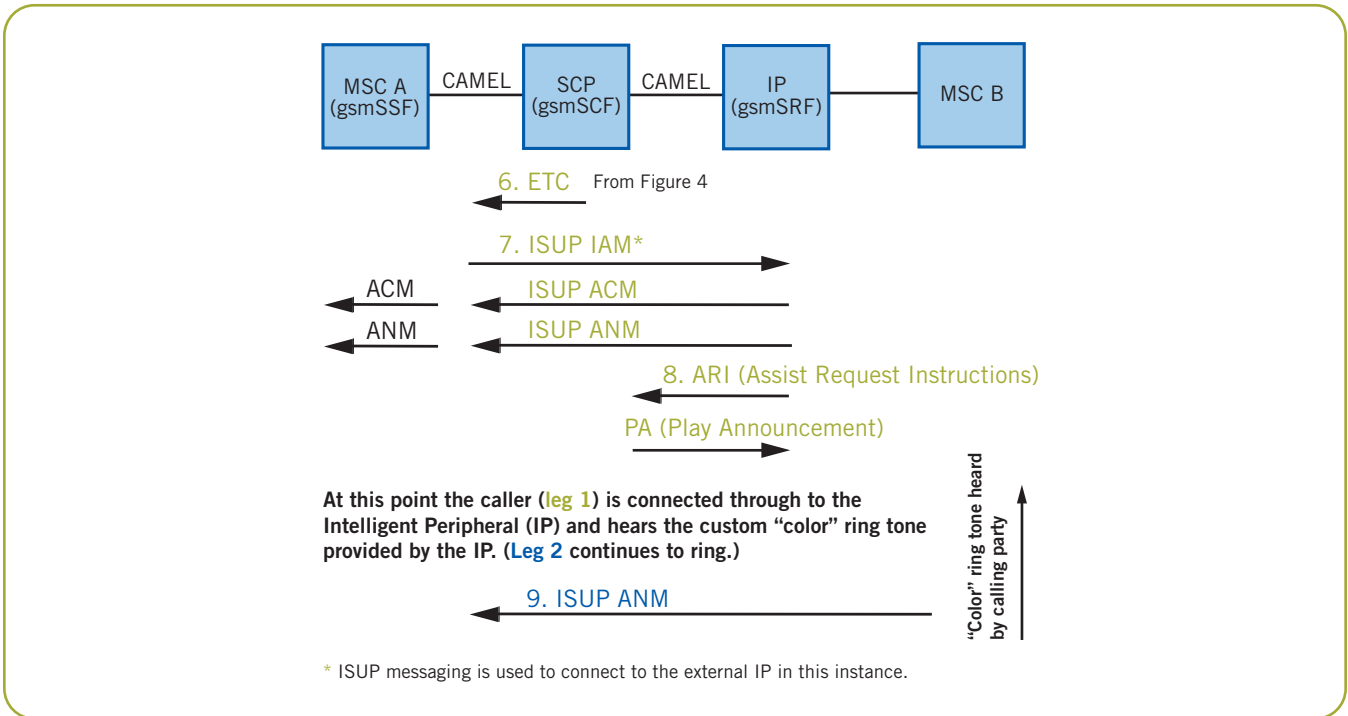 MSC A
(gsmSSF)
CAMEL
SCP
(gsmSCF)
CAMEL
IP
(gsmSRF)
MSC B
6. ETC From Figure 4
7. ISUP IAM*
ACM
ISUP ACM
ANM
ISUP ANM
8. ARI (Assist Request Instructions)
PA (Play Announcement)
At this point the caller (leg 1) is connected through to the
Intelligent Peripheral (IP) and hears the custom “color” ring tone
provided by the IP. (Leg 2 continues to ring.)
“Color” ring tone heard
by calling party
9. ISUP ANM
* ISUP messaging is used to connect to the external IP in this instance.